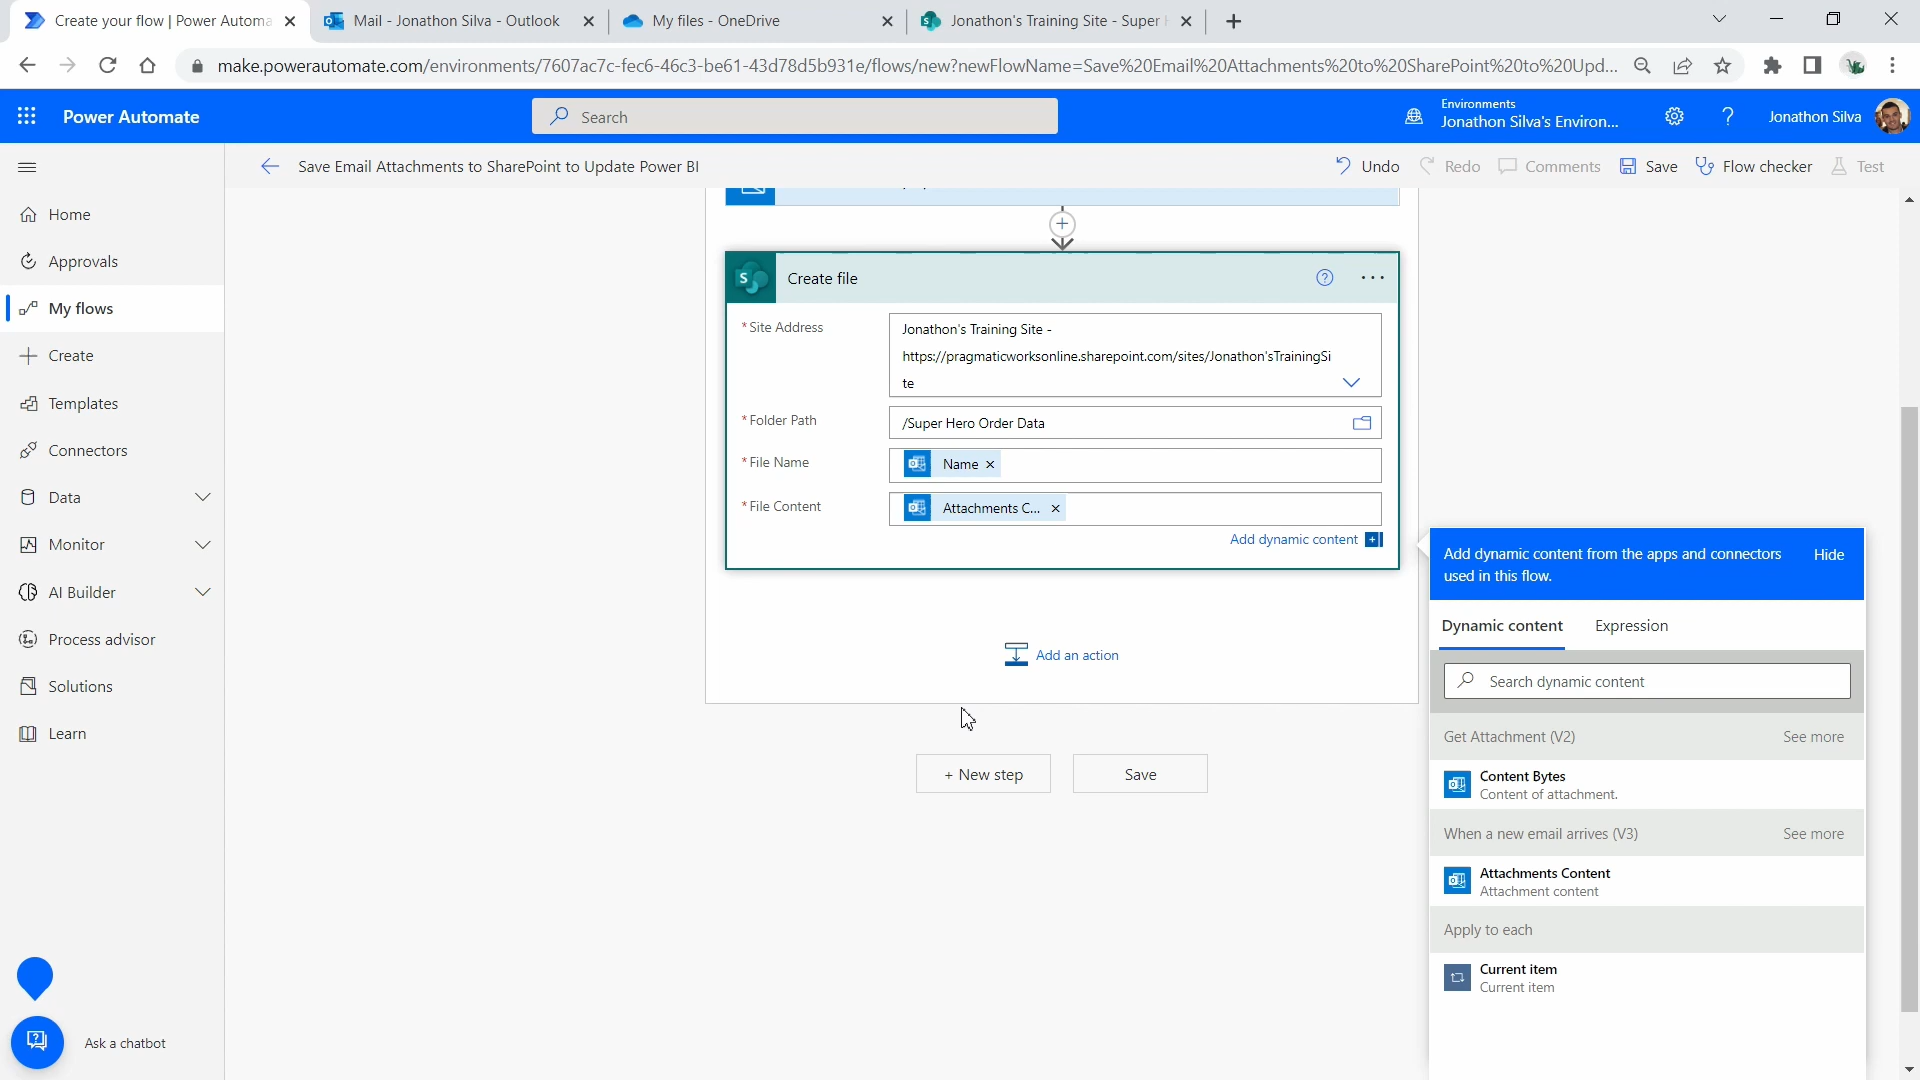 Create your flow | Power Automa
Mail - Jonathon Silva - Outlook
My files - OneDrive
Jonathon's Training Site - Super
make.powerautomate.com/environments/7607ac7c-fec6-46c3-be61-43d78d5b931e/flows/new?newFlowName=Save%20Email%20Attachments%20to%20SharePoint%20to%20Upd...
Power Automate
Search
Environments
Jonathon Silva's Environ...
?
Jonathon Silva
Save Email Attachments to SharePoint to Update Power BI
Undo
Redo
Comments
Save
Flow checker
Test
Home
Approvals
My flows
Create
Templates
Connectors
Data
Monitor
AI Builder
Process advisor
Solutions
Learn
Ask a chatbot
Create file
* Site Address
Jonathon's Training Site -
https://pragmaticworksonline.sharepoint.com/sites/Jonathon'sTrainingSi
te
* Folder Path
/Super Hero Order Data
* File Name
Name
* File Content
Attachments C...
Add dynamic content
Add an action
+ New step
Save
Add dynamic content from the apps and connectors
used in this flow.
Hide
Dynamic content
Expression
Search dynamic content
Get Attachment (V2)
See more
Content Bytes
Content of attachment.
When a new email arrives (V3)
See more
Attachments Content
Attachment content
Apply to each
Current item
Current item